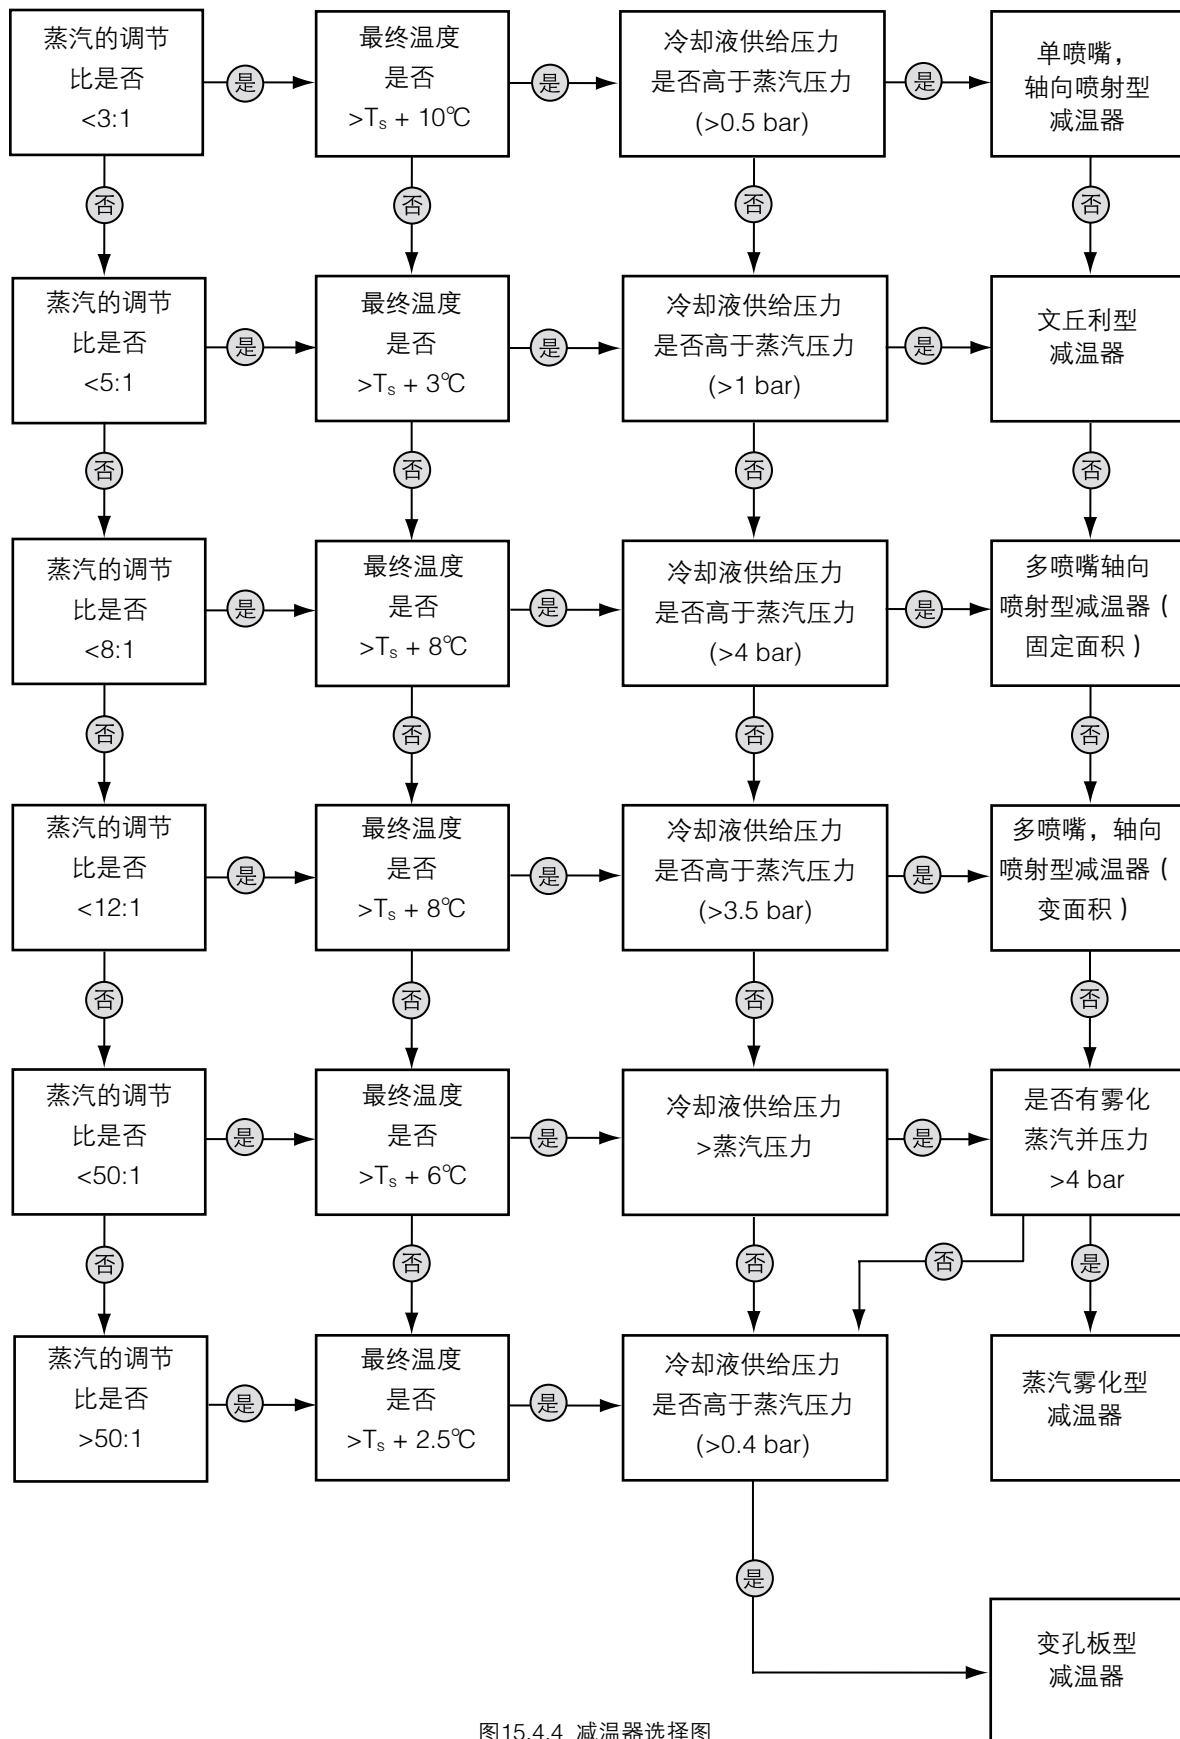 蒸汽的调节
比是否
<3:1
是
最终温度
是否
>Tₛ + 10℃
是
冷却液供给压力
是否高于蒸汽压力
(>0.5 bar)
是
单喷嘴，
轴向喷射型
减温器
否
否
否
否
蒸汽的调节
比是否
<5:1
是
最终温度
是否
>Tₛ + 3℃
是
冷却液供给压力
是否高于蒸汽压力
(>1 bar)
是
文丘利型
减温器
否
否
否
否
蒸汽的调节
比是否
<8:1
是
最终温度
是否
>Tₛ + 8℃
是
冷却液供给压力
是否高于蒸汽压力
(>4 bar)
是
多喷嘴轴向
喷射型减温器（
固定面积）
否
否
否
否
蒸汽的调节
比是否
<12:1
是
最终温度
是否
>Tₛ + 8℃
是
冷却液供给压力
是否高于蒸汽压力
(>3.5 bar)
是
多喷嘴，轴向
喷射型减温器（
变面积）
否
否
否
否
蒸汽的调节
比是否
<50:1
是
最终温度
是否
>Tₛ + 6℃
是
冷却液供给压力
>蒸汽压力
是
是否有雾化
蒸汽并压力
>4 bar
否
否
否
否
是
蒸汽的调节
比是否
>50:1
是
最终温度
是否
>Tₛ + 2.5℃
是
冷却液供给压力
是否高于蒸汽压力
(>0.4 bar)
蒸汽雾化型
减温器
是
变孔板型
减温器
图15.4.4 减温器选择图